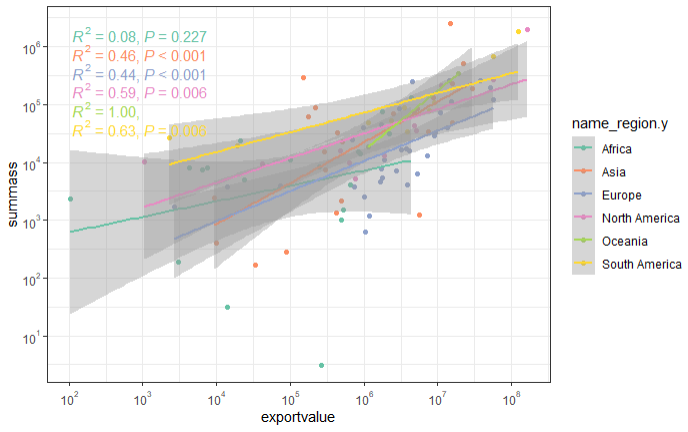 R² = 0.08, P = 0.227
R² = 0.46, P < 0.001
R² = 0.44, P < 0.001
R² = 0.59, P = 0.006
R² = 1.00,
R² = 0.63, P = 0.006
10⁶
10⁵
10⁴
10³
10²
10¹
summass
10² 10³ 10⁴ 10⁵ 10⁶ 10⁷ 10⁸
exportvalue
name_region.y
Africa
Asia
Europe
North America
Oceania
South America